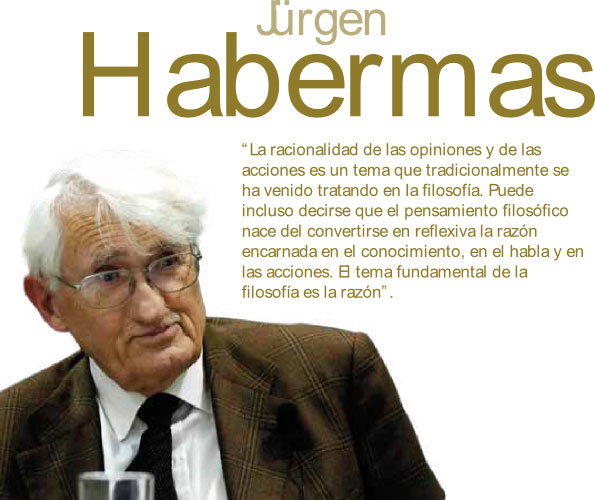 Jürgen
Habermas
“La racionalidad de las opiniones y de las
acciones es un tema que tradicionalmente se
ha venido tratando en la filosofía. Puede
incluso decirse que el pensamiento filosófico
nace del convertirse en reflexiva la razón
encarnada en el conocimiento, en el habla y en
las acciones. El tema fundamental de la
filosofía es la razón”.